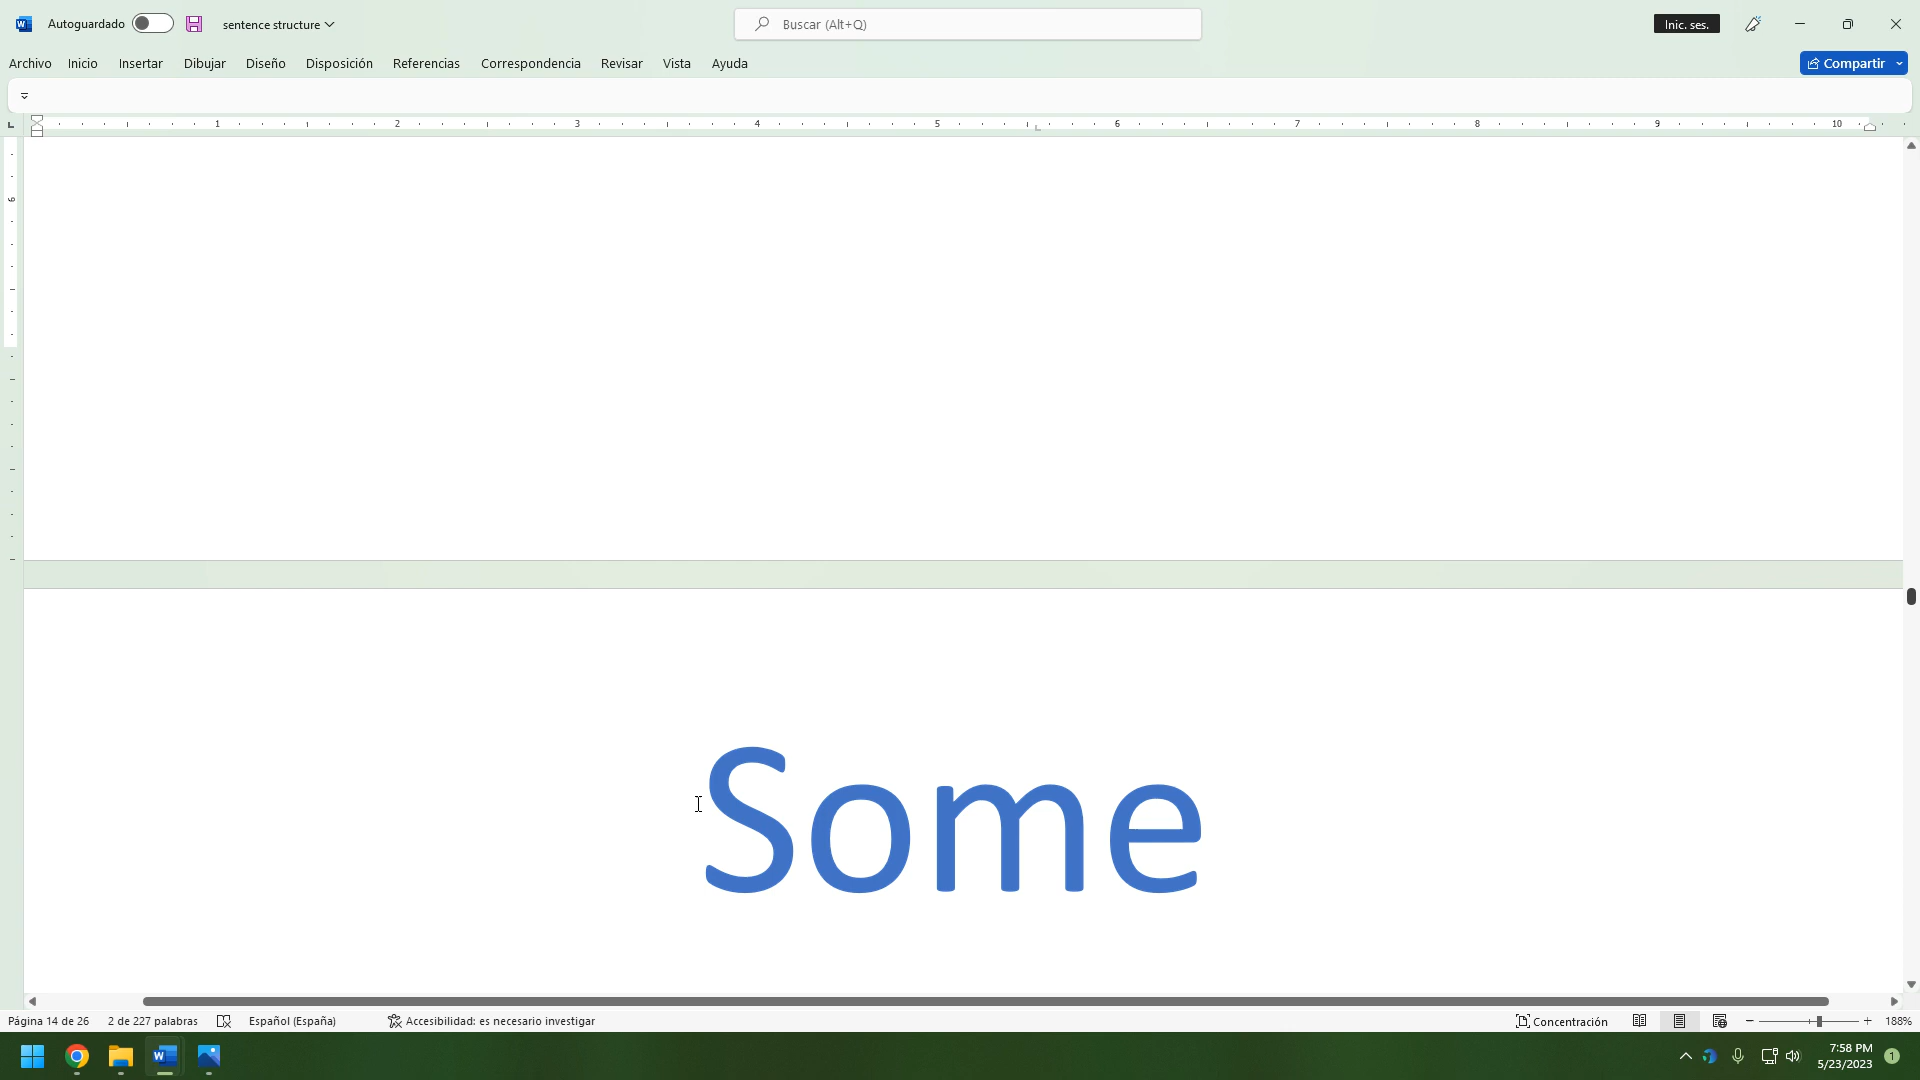 Autoguardado
sentence structure
Buscar (Alt+Q)
Inic. ses.
Archivo Inicio Insertar Dibujar Diseño Disposición Referencias Correspondencia Revisar Vista Ayuda
Compartir
1 2 3 4 5 6 7 8 9 10
6
Some
Página 14 de 26 2 de 227 palabras Español (España) Accesibilidad: es necesario investigar Concentración 188%
7:58 PM
5/23/2023
1